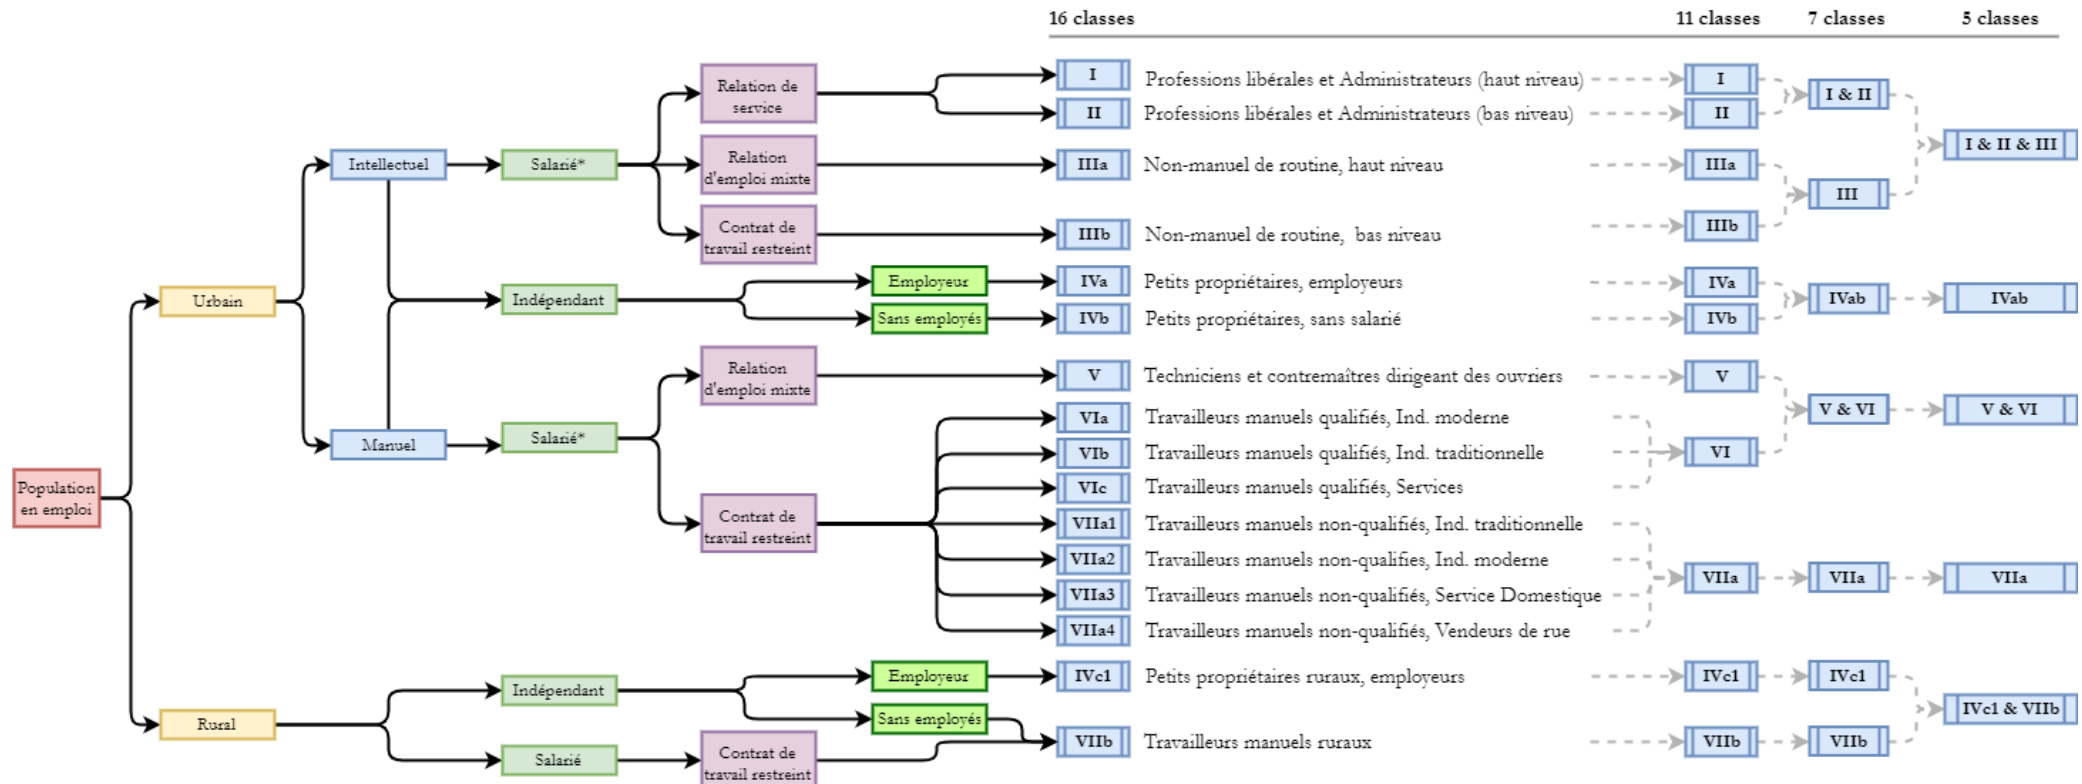 16 classes
11 classes
7 classes
5 classes
Relation de
service
I
Professions libérales et Administrateurs (haut niveau)
I
I & II
II
Professions libérales et Administrateurs (bas niveau)
II
I & II & III
Intellectuel
Salarié*
Relation
d'emploi mixte
IIIa
Non-manuel de routine, haut niveau
IIIa
III
Contrat de
travail restreint
IIIb
Non-manuel de routine, bas niveau
IIIb
Urbain
Indépendant
Employeur
IVa
Petits propriétaires, employeurs
IVa
IVab
IVab
Sans employés
IVb
Petits propriétaires, sans salarié
IVb
Relation
d'emploi mixte
V
Techniciens et contremaîtres dirigeant des ouvriers
V
V & VI
V & VI
Manuel
Salarié*
VIa
Travailleurs manuels qualifiés, Ind. moderne
VIb
Travailleurs manuels qualifiés, Ind. traditionnelle
VI
VIc
Travailleurs manuels qualifiés, Services
Population
en emploi
Contrat de
travail restreint
VIIa1
Travailleurs manuels non-qualifiés, Ind. traditionnelle
VIIa2
Travailleurs manuels non-qualifies, Ind. moderne
VIIa
VIIa
VIIa
VIIa3
Travailleurs manuels non-qualifiés, Service Domestique
VIIa4
Travailleurs manuels non-qualifiés, Vendeurs de rue
Rural
Indépendant
Employeur
IVc1
Petits propriétaires ruraux, employeurs
IVc1
IVc1
IVc1 & VIIb
Sans employés
Salarié
Contrat de
travail restreint
VIIb
Travailleurs manuels ruraux
VIIb
VIIb